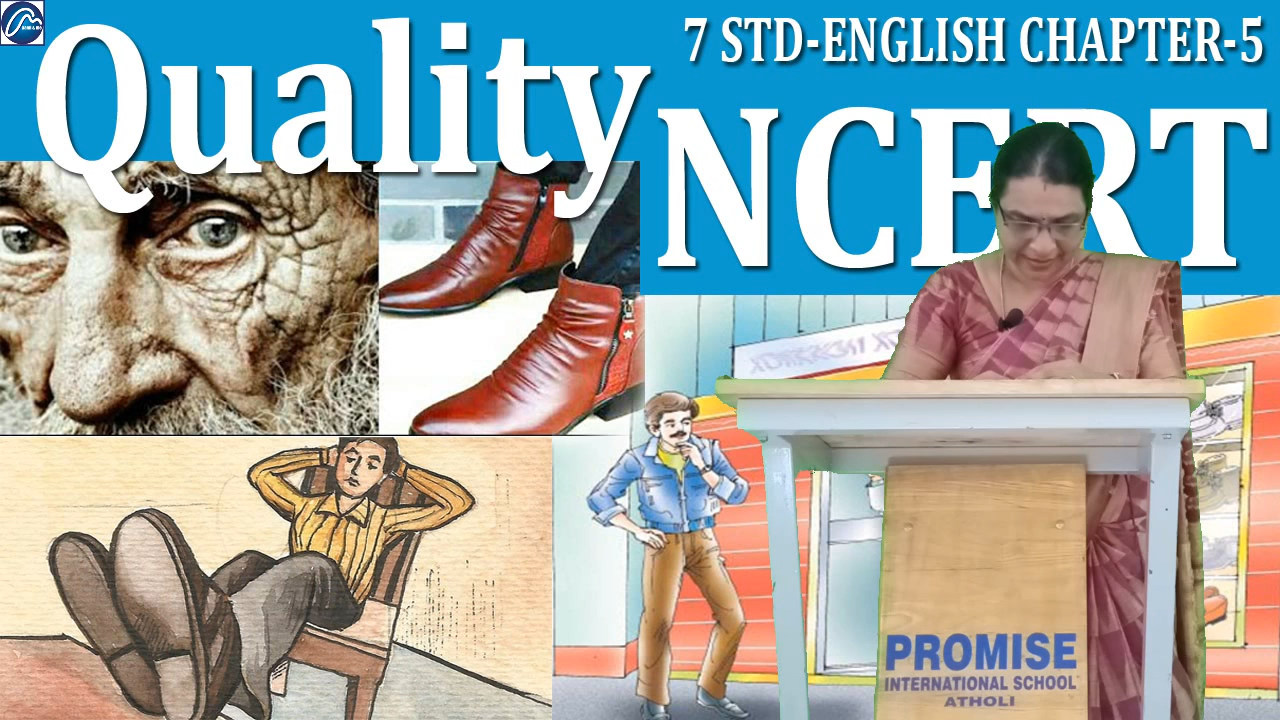 Quality
7 STD-ENGLISH CHAPTER-5
NCERT
PROMISE
INTERNATIONAL SCHOOL
ATHOLI